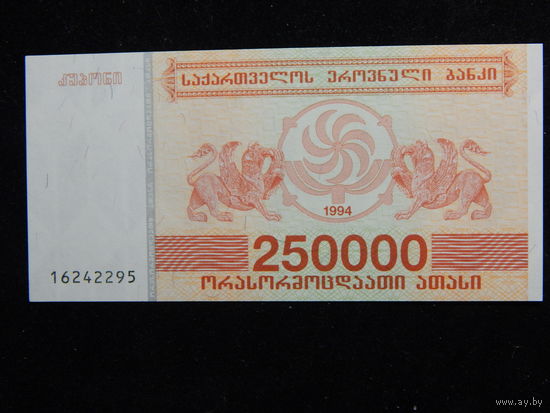 კუპონი
საქართველოს ეროვნული ბანკი
1994
250000
16242295
ორასორმოცდაათი ათასი
www.ay.by